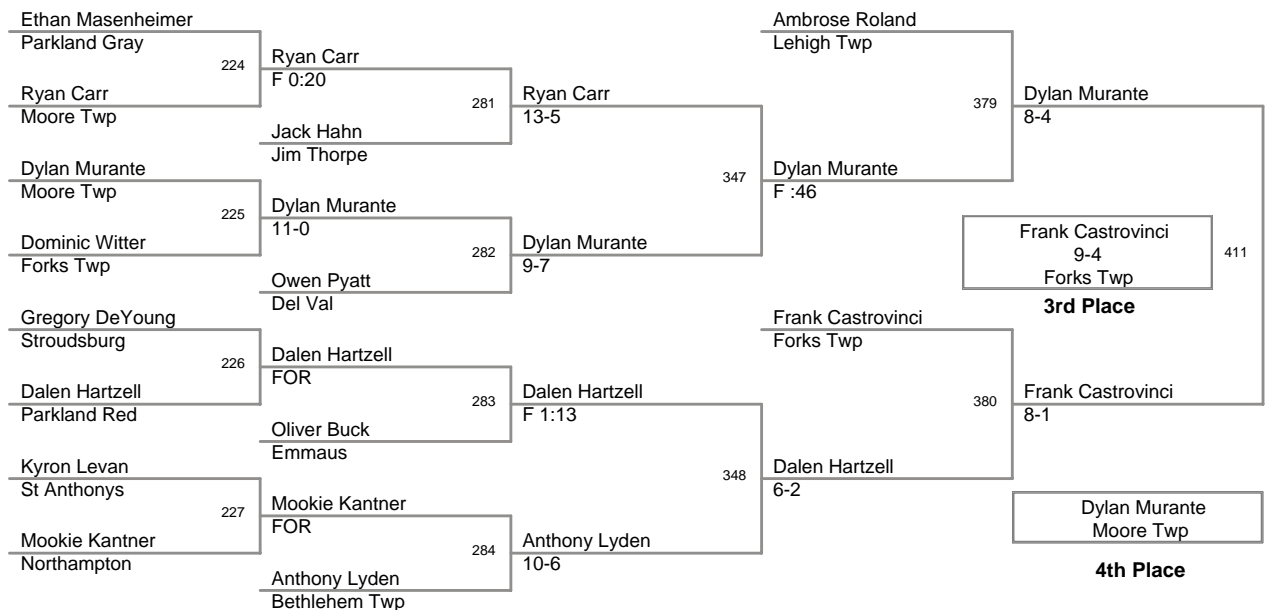 Ethan Masenheimer
Parkland Gray
224
Ryan Carr
Moore Twp
Dylan Murante
Moore Twp
225
Dominic Witter
Forks Twp
Gregory DeYoung
Stroudsburg
226
Dalen Hartzell
Parkland Red
Kyron Levan
St Anthonys
227
Mookie Kantner
Northampton
Ryan Carr
F 0:20
281
Jack Hahn
Jim Thorpe
Dylan Murante
11-0
282
Owen Pyatt
Del Val
Dalen Hartzell
FOR
283
Oliver Buck
Emmaus
Mookie Kantner
FOR
284
Anthony Lyden
Bethlehem Twp
Ryan Carr
13-5
347
Dylan Murante
9-7
Dalen Hartzell
F 1:13
348
Anthony Lyden
10-6
Ambrose Roland
Lehigh Twp
379
Dylan Murante
F :46
Frank Castrovinci
Forks Twp
380
Dalen Hartzell
6-2
Dylan Murante
8-4
411
Frank Castrovinci
8-1
Frank Castrovinci
9-4
Forks Twp
3rd Place
Dylan Murante
Moore Twp
4th Place